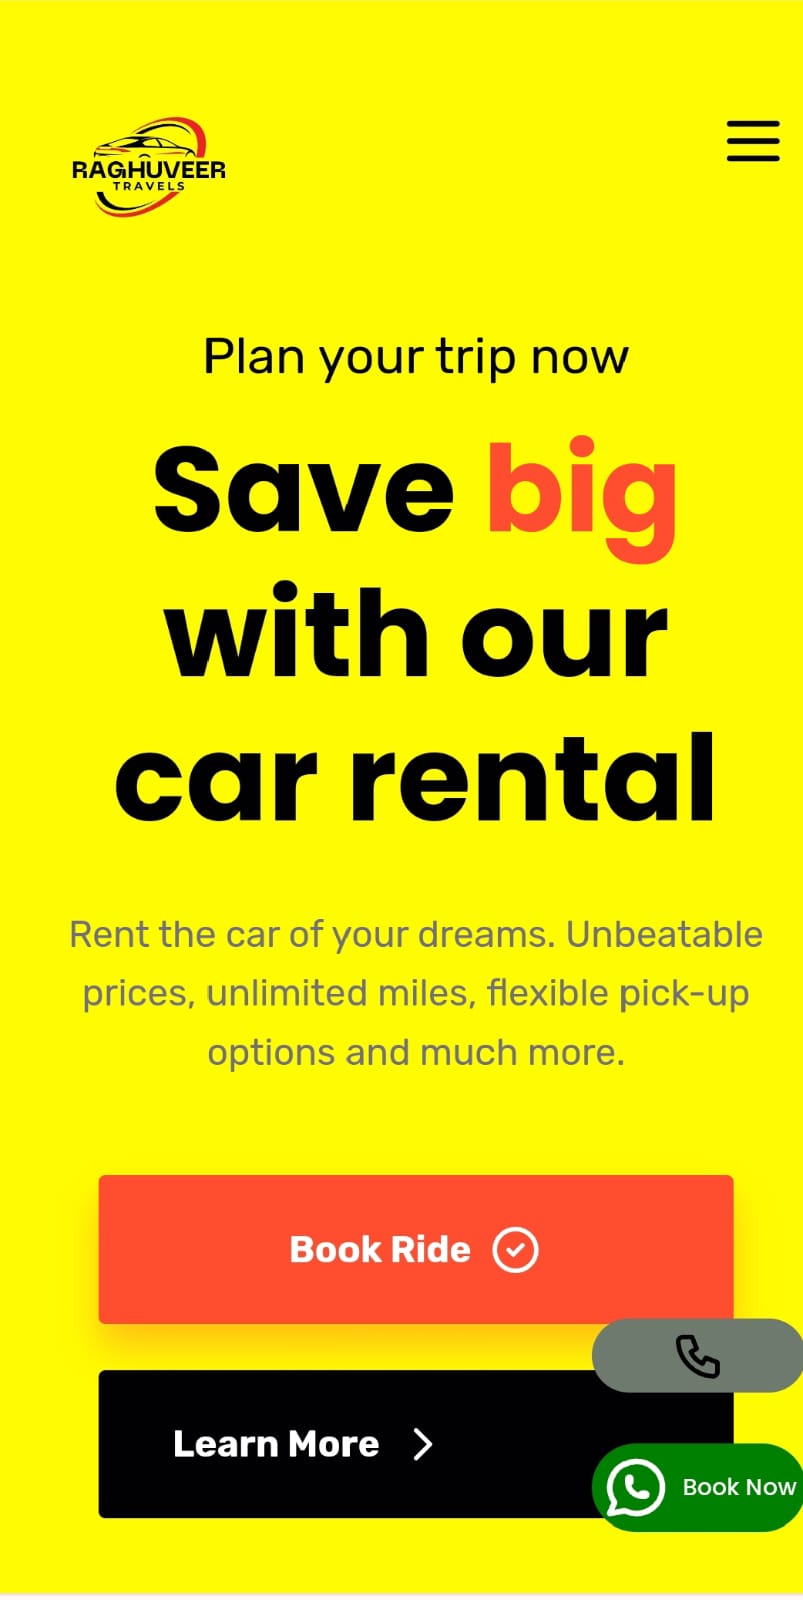 RAGHUVEER
TRAVELS
Plan your trip now
Save big
with our
car rental
Rent the car of your dreams. Unbeatable
prices, unlimited miles, flexible pick-up
options and much more.
Book Ride
Learn More
Book Now